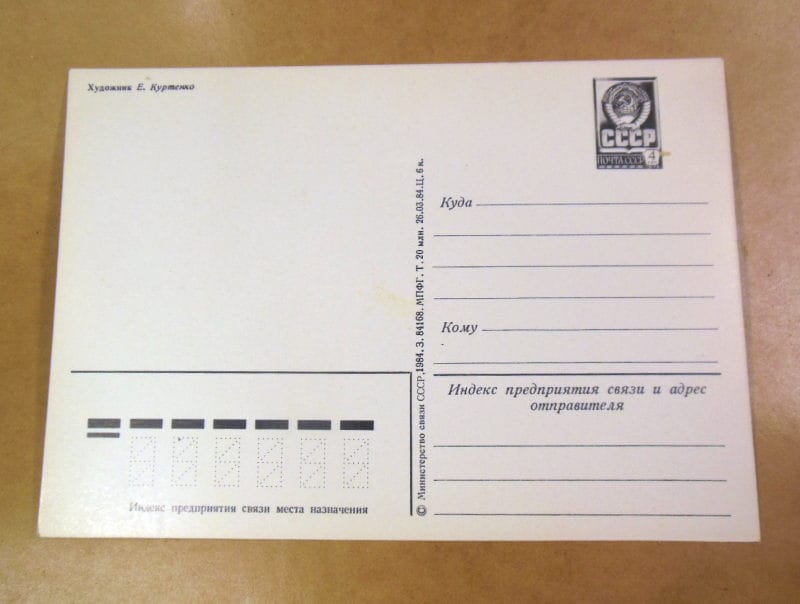 Художник Е. Куртенко
СССР
ПОЧТА СССР 4
Куда
Кому
© Министерство связи СССР, 1984. З. 84168. МПФГ. Т. 20 млн. 26.03.84. Ц. 6 к.
Индекс предприятия связи и адрес
отправителя
Индекс предприятия связи места назначения